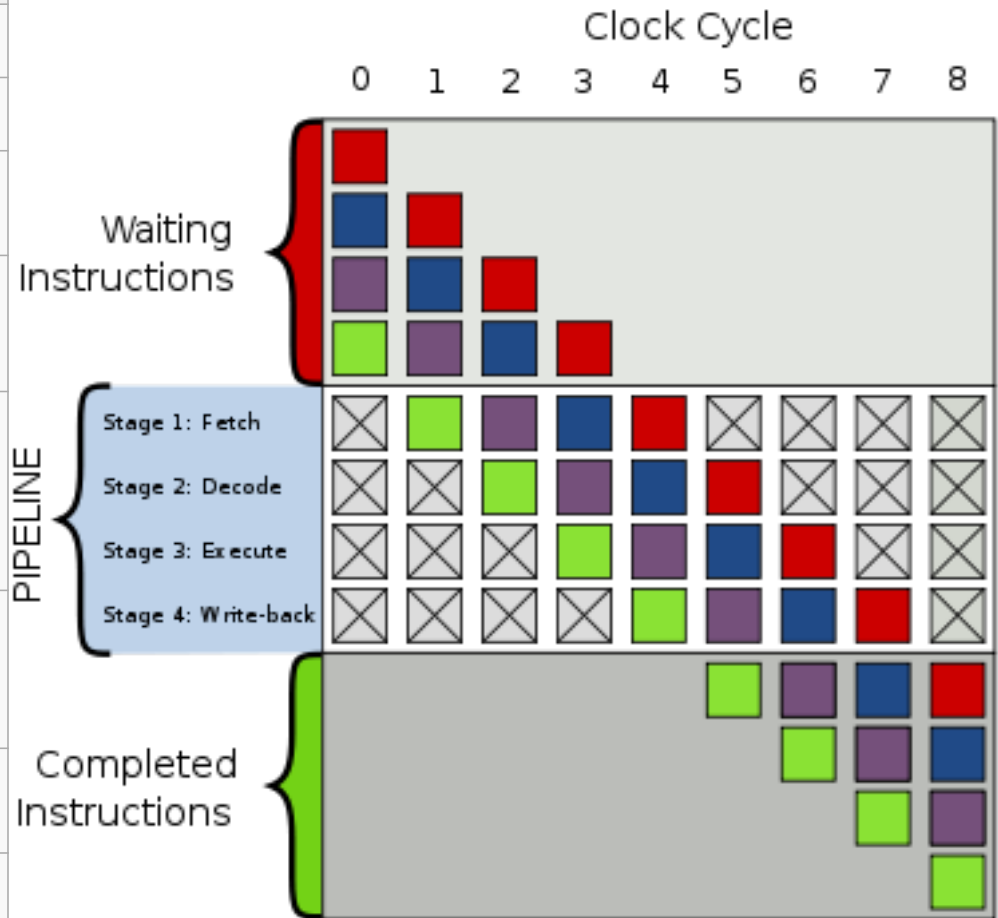 Clock Cycle
0 1 2 3 4 5 6 7 8
Waiting
Instructions
PIPELINE
Stage 1: Fetch
Stage 2: Decode
Stage 3: Execute
Stage 4: Write-back
Completed
Instructions